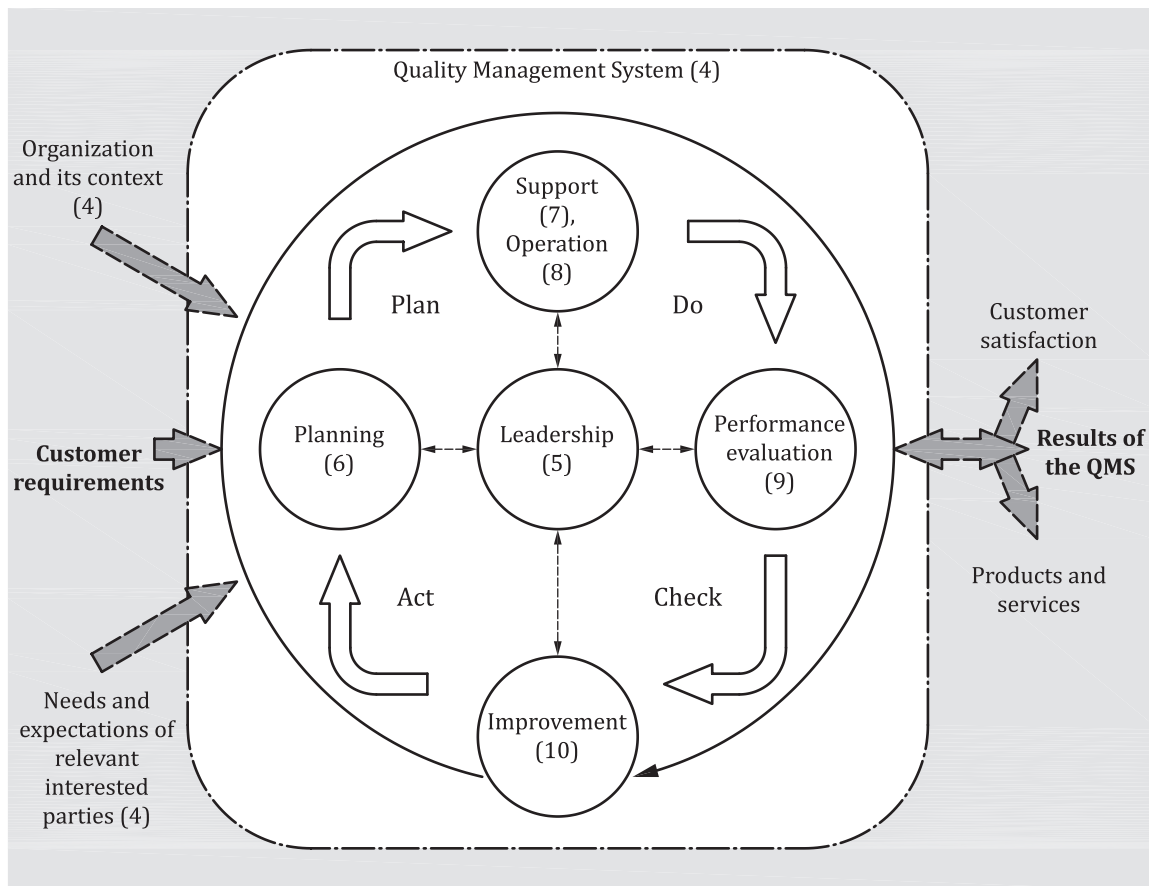 Quality Management System (4)
Organization
and its context
(4)
Support
(7),
Operation
(8)
Plan
Do
Customer
satisfaction
Planning
(6)
Leadership
(5)
Performance
evaluation
(9)
Customer
requirements
Results of
the QMS
Act
Check
Products and
services
Needs and
expectations of
relevant
interested
parties (4)
Improvement
(10)